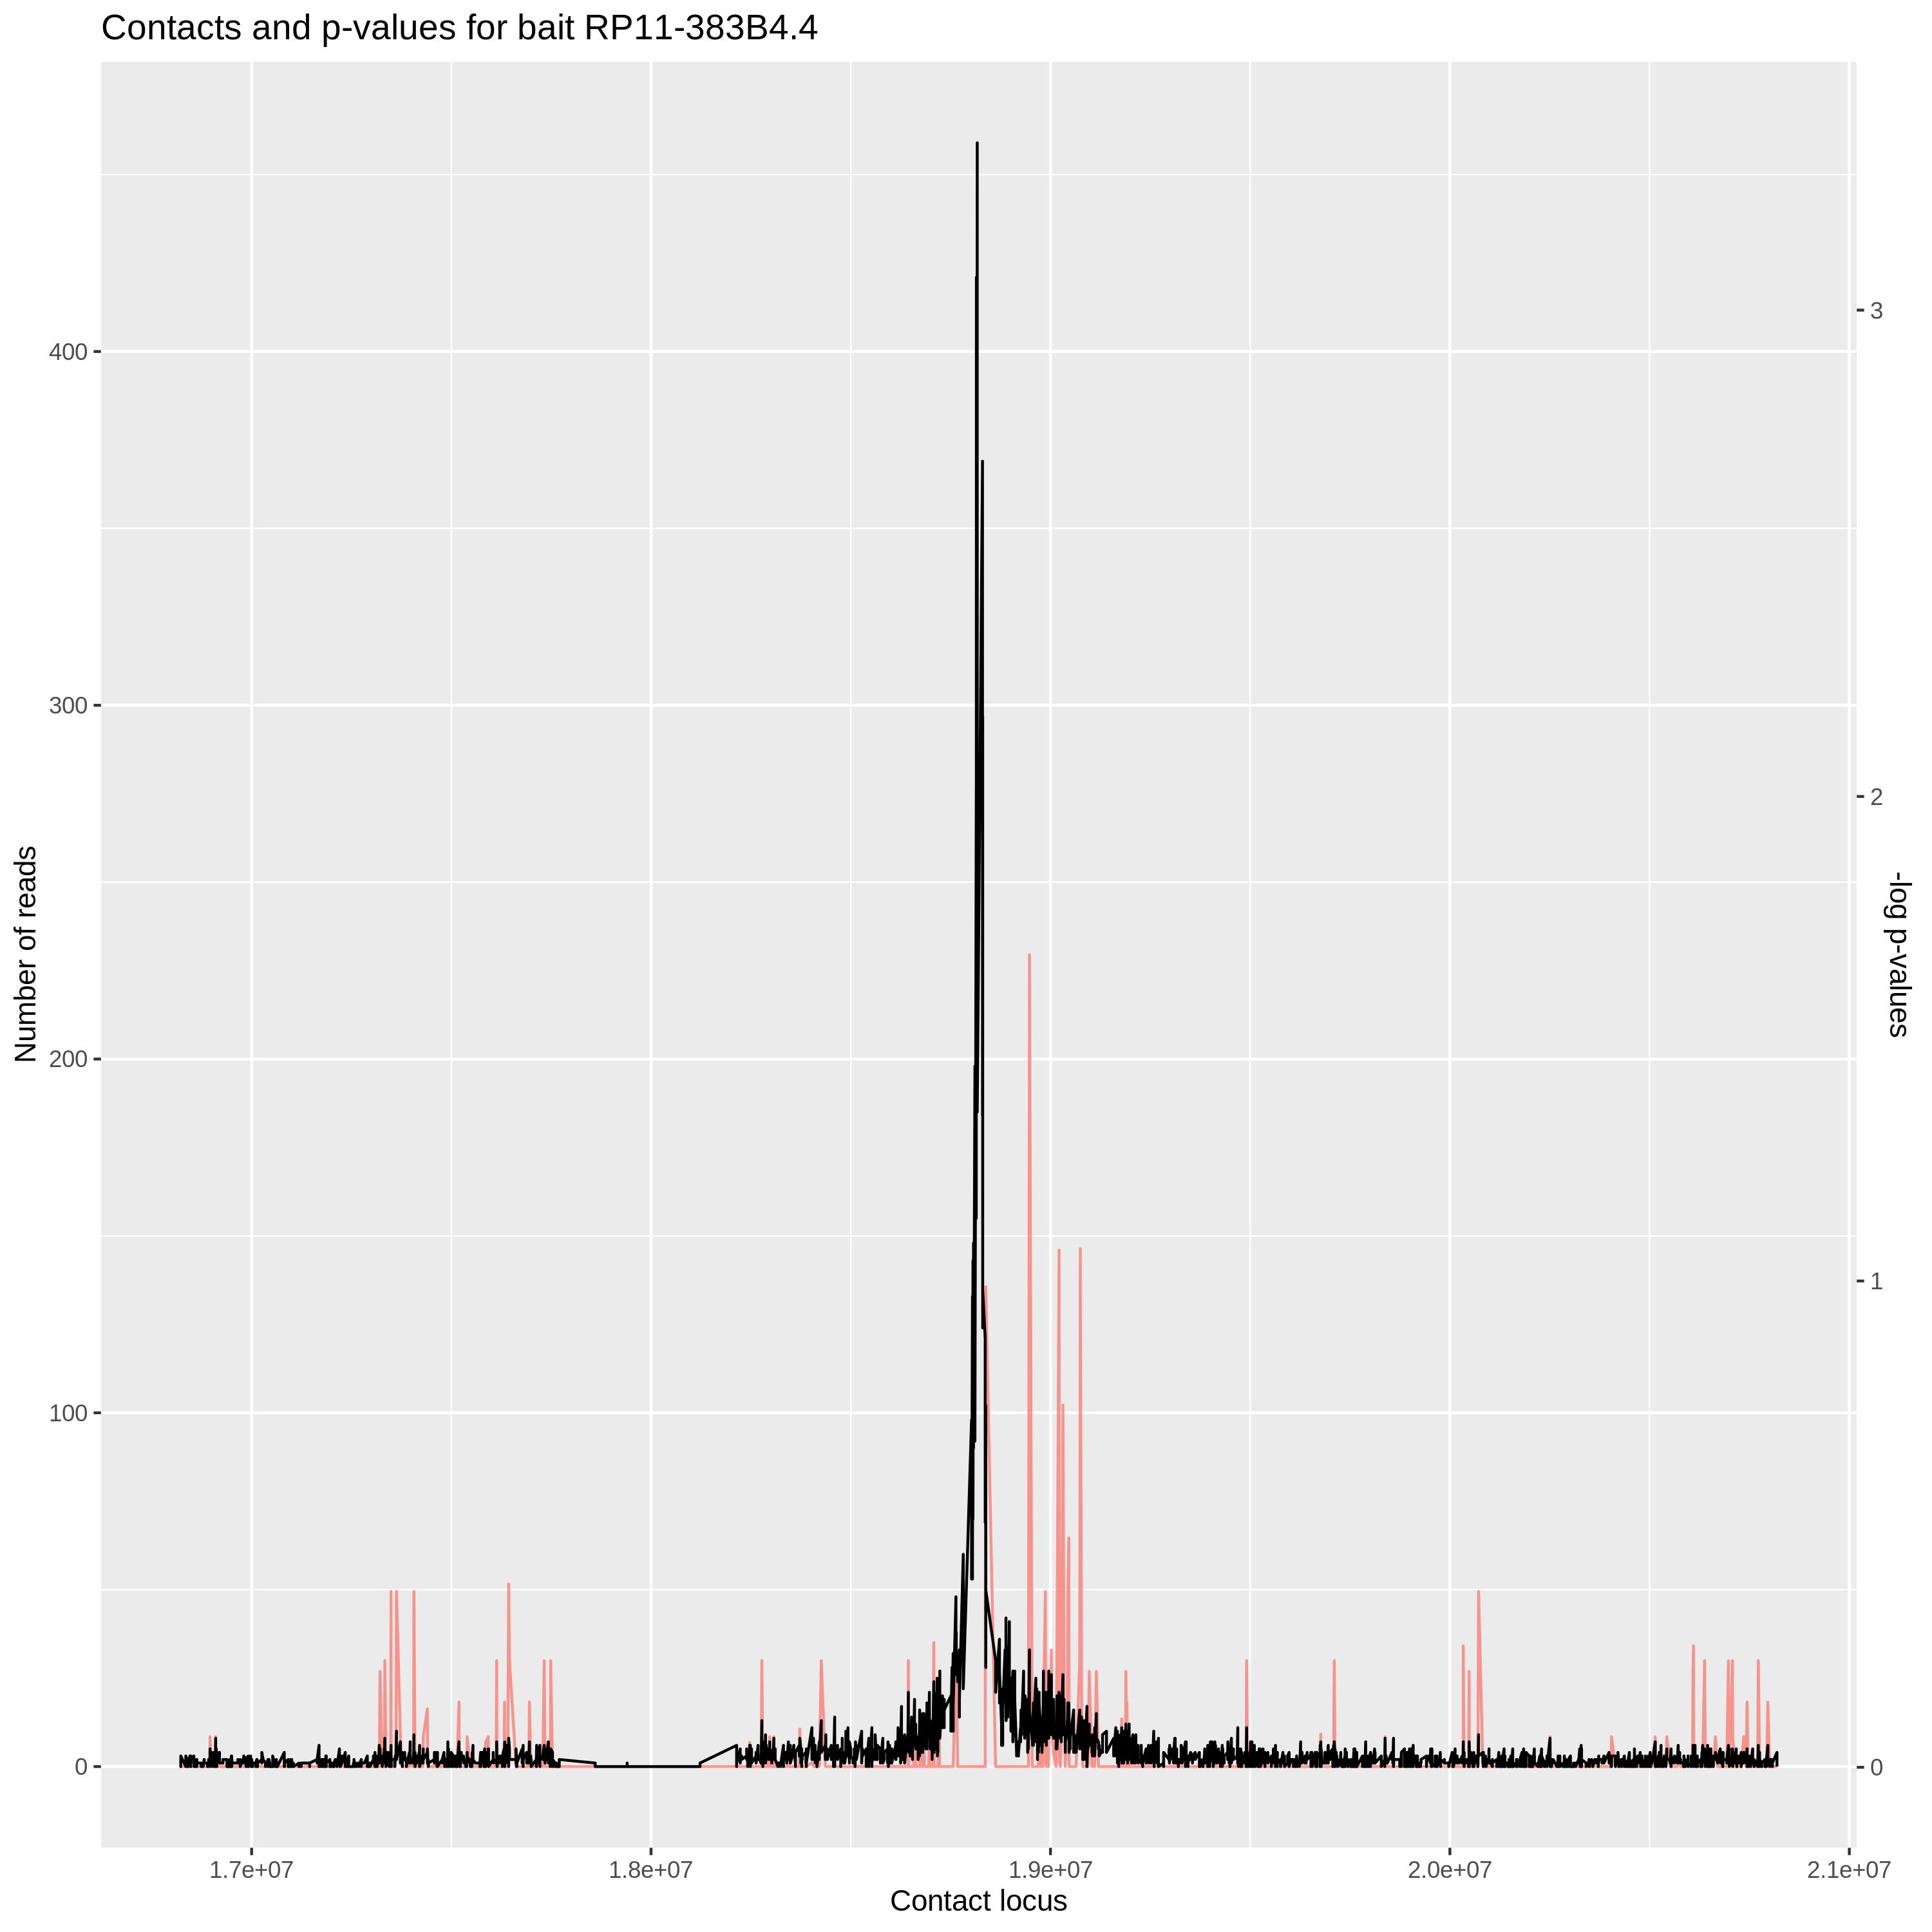 Contacts and p-values for bait RP11-383B4.4
Number of reads
400
300
200
100
0
3
2
1
0
-log p-values
1.7e+07
1.8e+07
1.9e+07
2.0e+07
2.1e+07
Contact locus